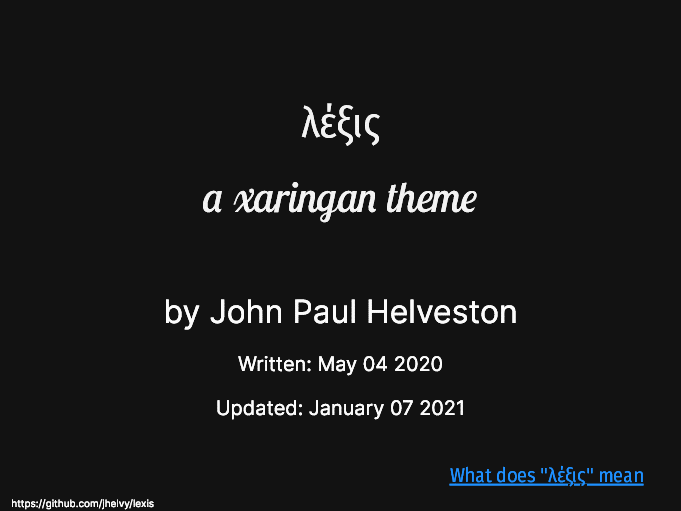 λέξις
a xaringan theme
by John Paul Helveston
Written: May 04 2020
Updated: January 07 2021
What does "λέξις" mean
https://github.com/jhelvy/lexis